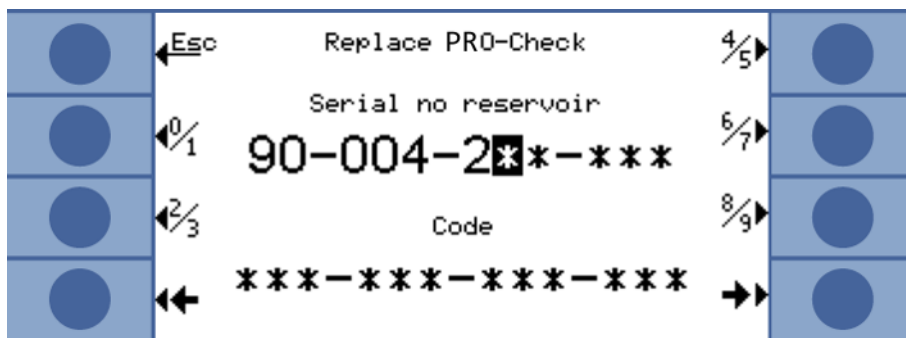 Esc Replace PRO-Check 4/5
Serial no reservoir
0/1 90-004-2**-*** 6/7
2/3 Code 8/9
***-***-***-***